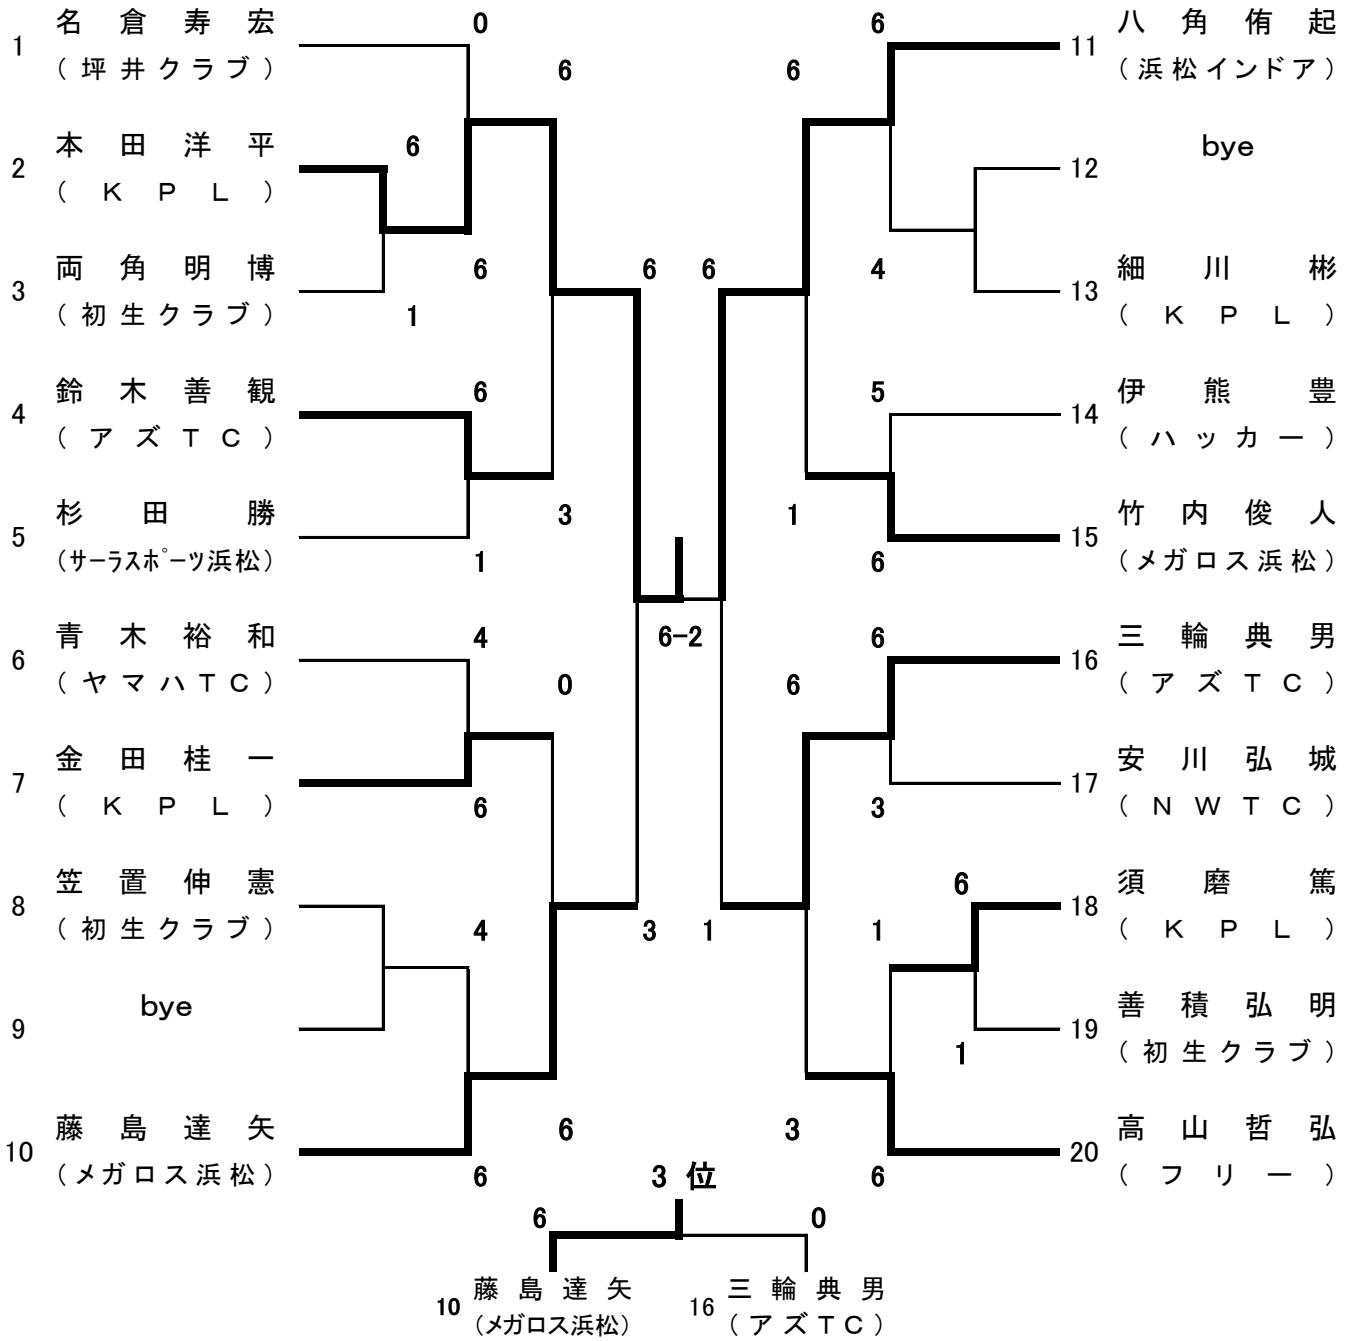 1 名倉寿宏
(坪井クラブ)
2 本田洋平
(KPL)
3 両角明博
(初生クラブ)
4 鈴木善観
(アズTC)
5 杉田勝
(サーラスポーツ浜松)
6 青木裕和
(ヤマハTC)
7 金田桂一
(KPL)
8 笠置伸憲
(初生クラブ)
9 bye
10 藤島達矢
(メガロス浜松)
0
6
6
6
1
6
1
3
4
6
0
4
6
6
6
3
6-2
6
1
6
6
4
5
6
1
6
3
6
6
1
1
6
3
11 八角侑起
(浜松インドア)
12 bye
13 細川彬
(KPL)
14 伊熊豊
(ハッカー)
15 竹内俊人
(メガロス浜松)
16 三輪典男
(アズTC)
17 安川弘城
(NWTC)
18 須磨篤
(KPL)
19 善積弘明
(初生クラブ)
20 高山哲弘
(フリー)
3位
6 0
10 藤島達矢
(メガロス浜松)
16 三輪典男
(アズTC)